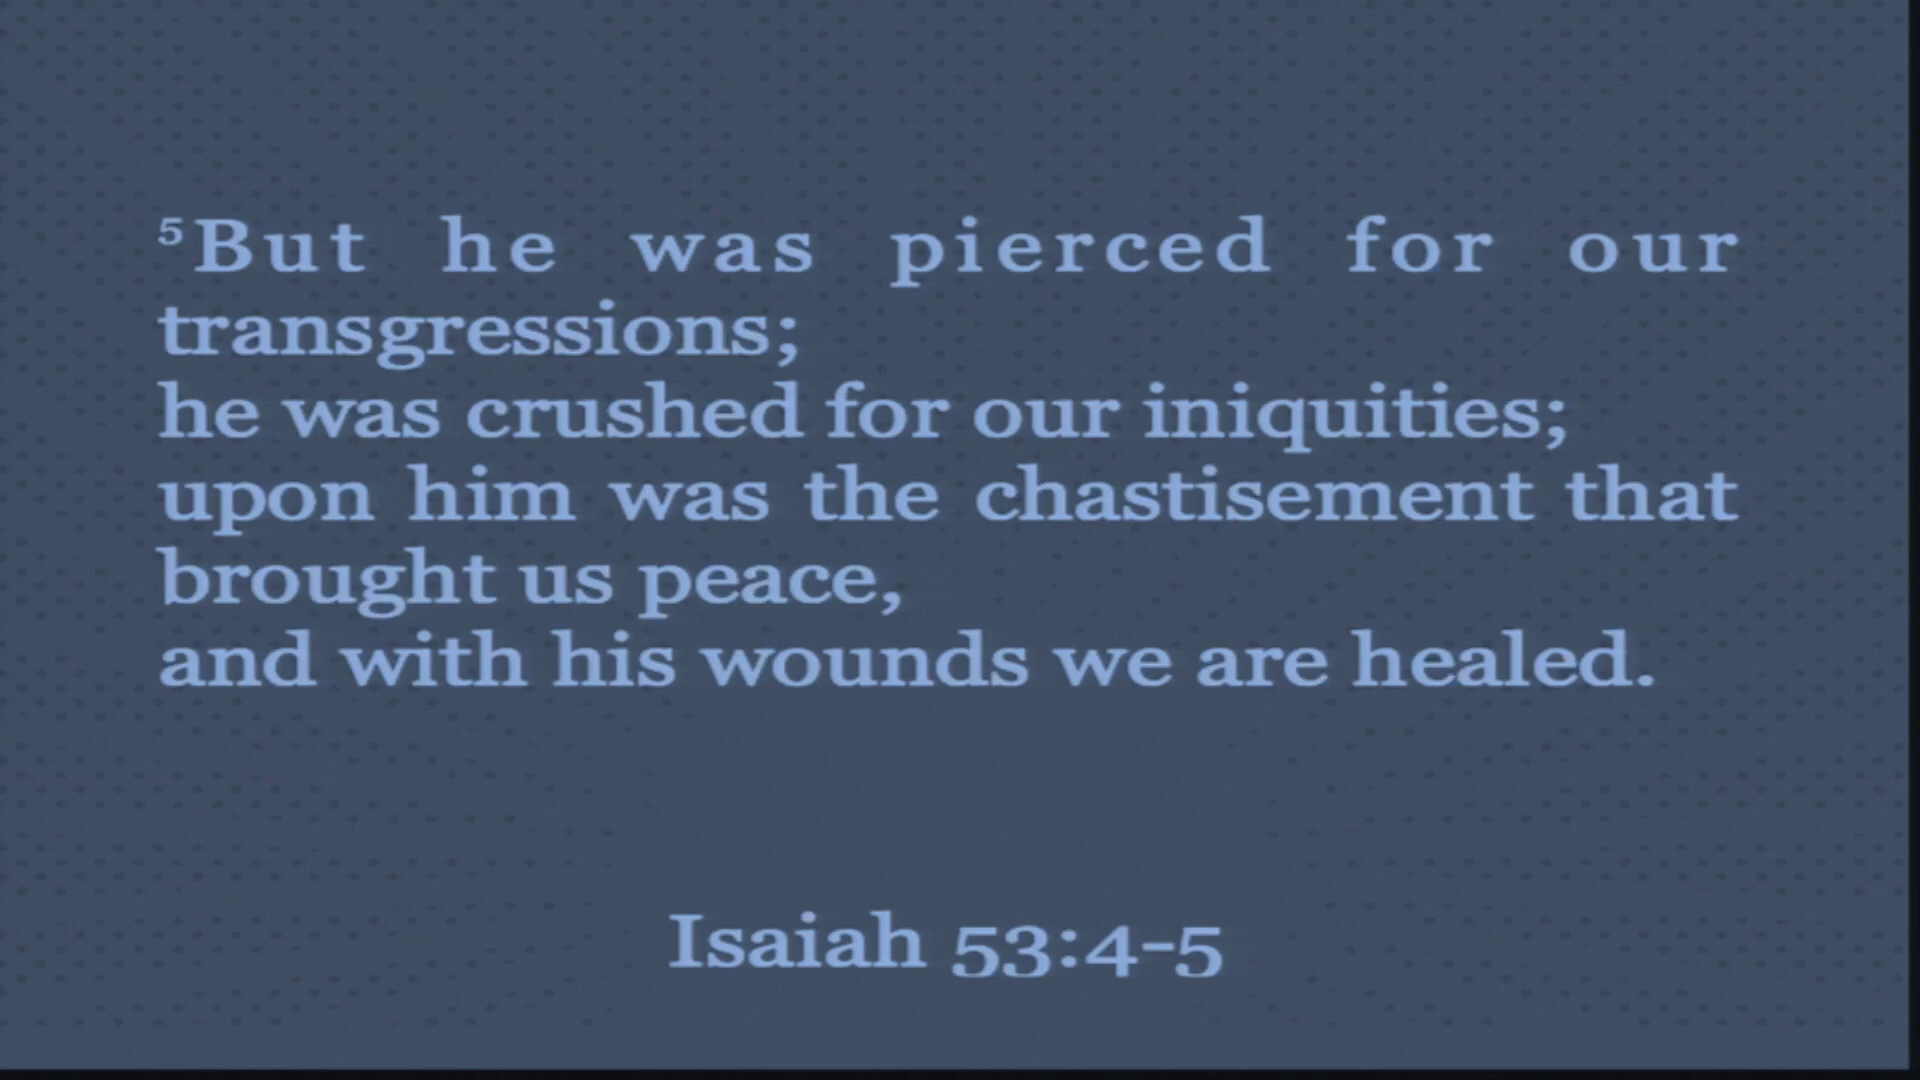 ⁵But he was pierced for our
transgressions;
he was crushed for our iniquities;
upon him was the chastisement that
brought us peace,
and with his wounds we are healed.
Isaiah 53:4-5